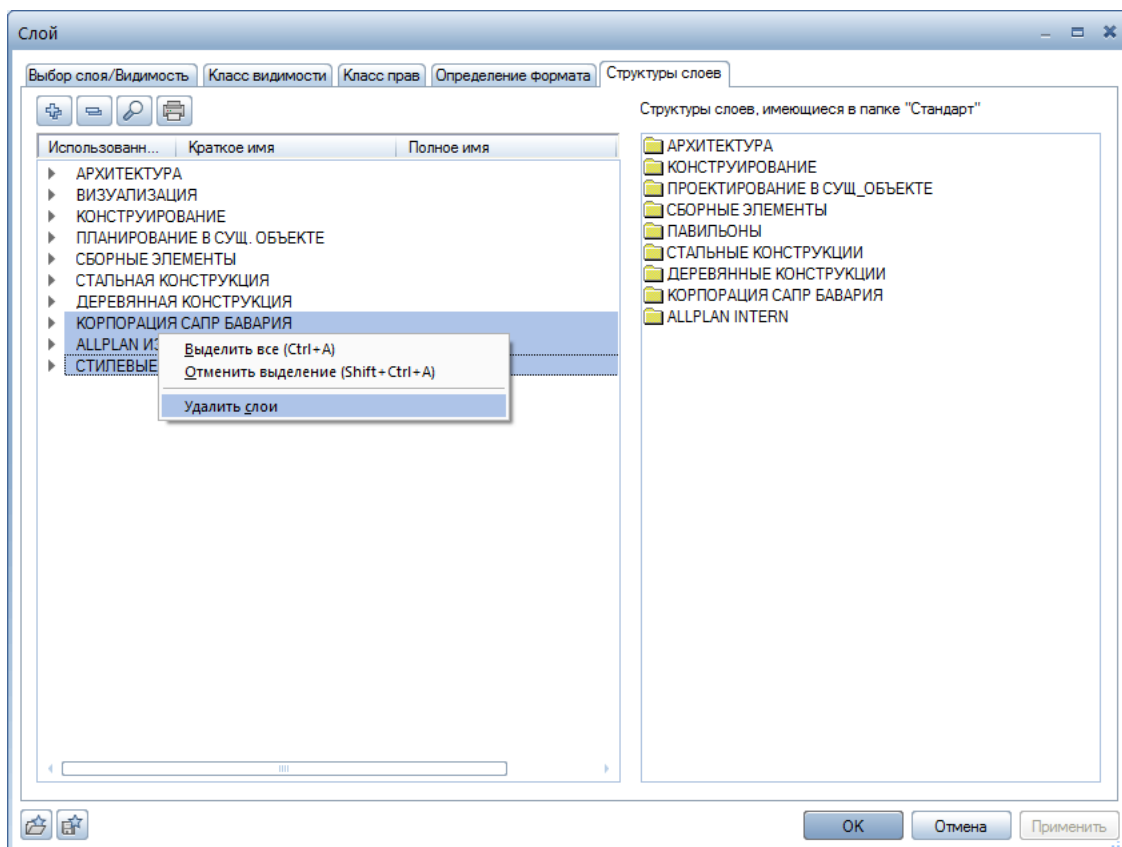 Слой
Выбор слоя/Видимость Класс видимости Класс прав Определение формата Структуры слоев
Структуры слоев, имеющиеся в папке "Стандарт"
Использованн... Краткое имя Полное имя
АРХИТЕКТУРА
ВИЗУАЛИЗАЦИЯ
КОНСТРУИРОВАНИЕ
ПЛАНИРОВАНИЕ В СУЩ. ОБЪЕКТЕ
СБОРНЫЕ ЭЛЕМЕНТЫ
СТАЛЬНАЯ КОНСТРУКЦИЯ
ДЕРЕВЯННАЯ КОНСТРУКЦИЯ
КОРПОРАЦИЯ САПР БАВАРИЯ
ALLPLAN ИЗ
СТИЛЕВЫЕ
Выделить все (Ctrl+A)
Отменить выделение (Shift+Ctrl+A)
Удалить слои
АРХИТЕКТУРА
КОНСТРУИРОВАНИЕ
ПРОЕКТИРОВАНИЕ В СУЩ_ОБЪЕКТЕ
СБОРНЫЕ ЭЛЕМЕНТЫ
ПАВИЛЬОНЫ
СТАЛЬНЫЕ КОНСТРУКЦИИ
ДЕРЕВЯННЫЕ КОНСТРУКЦИИ
КОРПОРАЦИЯ САПР БАВАРИЯ
ALLPLAN INTERN
OK Отмена Применить